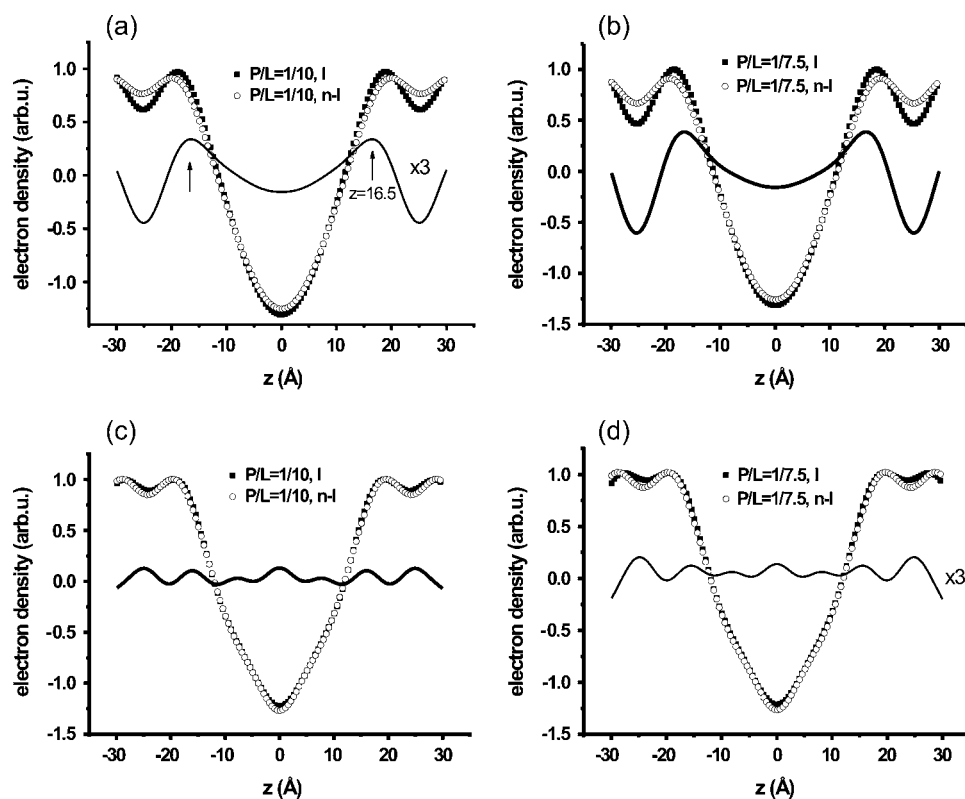 (a)
P/L=1/10, I
P/L=1/10, n-I
electron density (arb.u.)
1.0
0.5
0.0
-0.5
-1.0
x3
z=16.5
-30 -20 -10 0 10 20 30
z (Å)
(b)
P/L=1/7.5, I
P/L=1/7.5, n-I
electron density (arb.u.)
1.0
0.5
0.0
-0.5
-1.0
-1.5
-30 -20 -10 0 10 20 30
z (Å)
(c)
P/L=1/10, I
P/L=1/10, n-I
electron density (arb.u.)
1.0
0.5
0.0
-0.5
-1.0
-1.5
-30 -20 -10 0 10 20 30
z (Å)
(d)
P/L=1/7.5, I
P/L=1/7.5, n-I
electron density (arb.u.)
1.0
0.5
0.0
-0.5
-1.0
-1.5
x3
-30 -20 -10 0 10 20 30
z (Å)